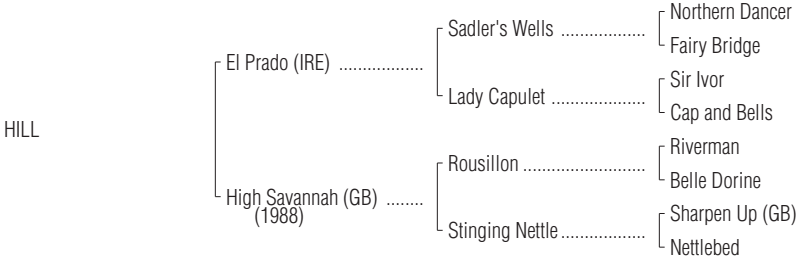 Northern Dancer
Sadler's Wells ..................
Fairy Bridge
El Prado (IRE) ..................
Sir Ivor
Lady Capulet ....................
Cap and Bells
HILL
Riverman
Rousillon ..........................
Belle Dorine
High Savannah (GB) ........
(1988)
Sharpen Up (GB)
Stinging Nettle ..................
Nettlebed